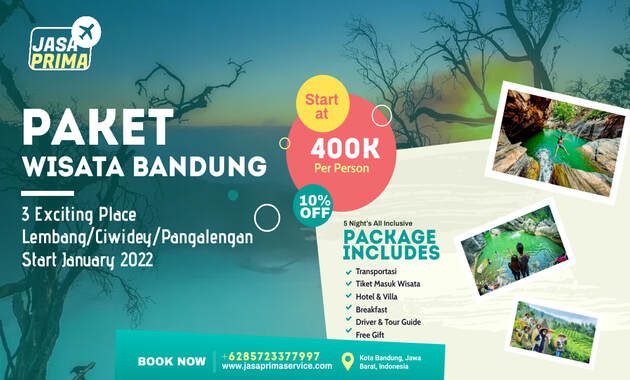 JASA
PRIMA
PAKET
WISATA BANDUNG
3 Exciting Place
Lembang/Ciwidey/Pangalengan
Start January 2022
Start
at
400K
Per Person
10%
OFF
5 Night's All Inclusive
PACKAGE
INCLUDES
Transportasi
Tiket Masuk Wisata
Hotel & Villa
Breakfast
Driver & Tour Guide
Free Gift
BOOK NOW
+6285723377997
www.jasaprimaservice.com
Kota Bandung, Jawa
Barat, Indonesia